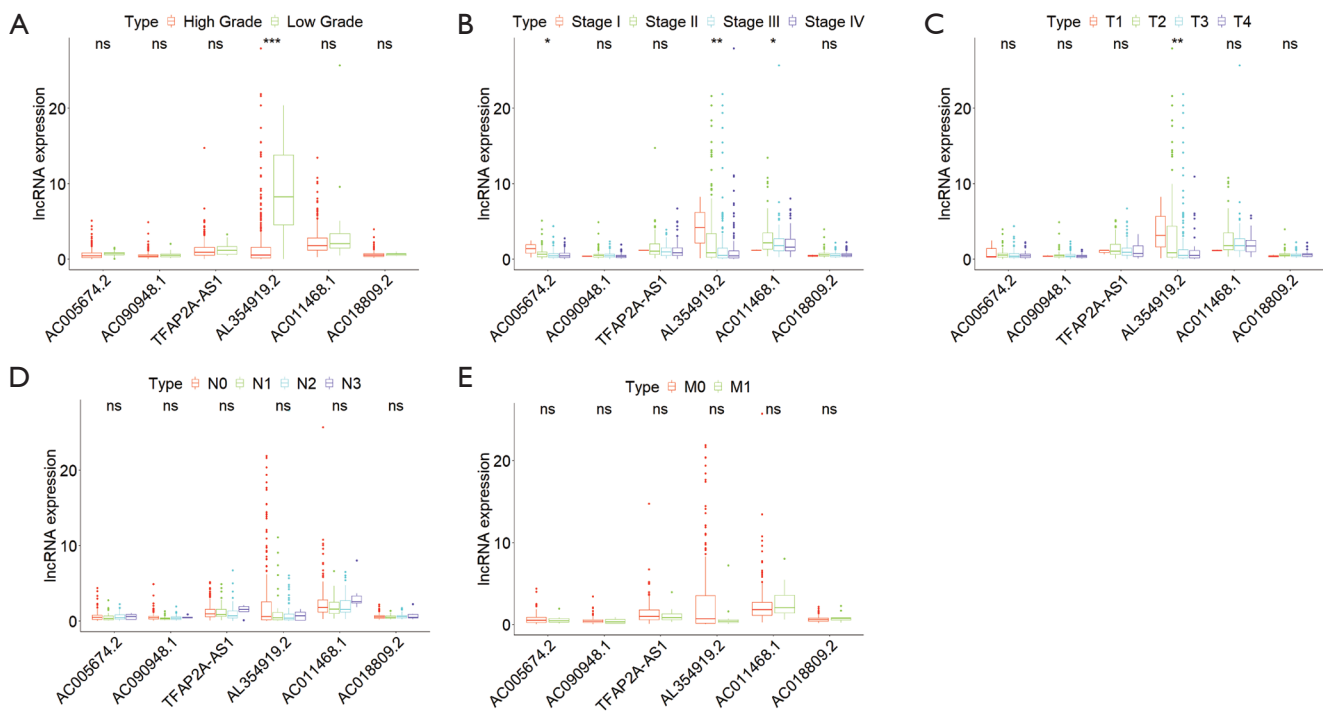 A
Type High Grade Low Grade
ns ns ns *** ns ns
lncRNA expression
20
10
0
AC005674.2 AC090948.1 TFAP2A-AS1 AL354919.2 AC011468.1 AC018809.2
B
Type Stage I Stage II Stage III Stage IV
* ns ns ** * ns
lncRNA expression
20
10
0
AC005674.2 AC090948.1 TFAP2A-AS1 AL354919.2 AC011468.1 AC018809.2
C
Type T1 T2 T3 T4
ns ns ns ** ns ns
lncRNA expression
20
10
0
AC005674.2 AC090948.1 TFAP2A-AS1 AL354919.2 AC011468.1 AC018809.2
D
Type N0 N1 N2 N3
ns ns ns ns ns ns
lncRNA expression
20
10
0
AC005674.2 AC090948.1 TFAP2A-AS1 AL354919.2 AC011468.1 AC018809.2
E
Type M0 M1
ns ns ns ns ns ns
lncRNA expression
20
10
0
AC005674.2 AC090948.1 TFAP2A-AS1 AL354919.2 AC011468.1 AC018809.2